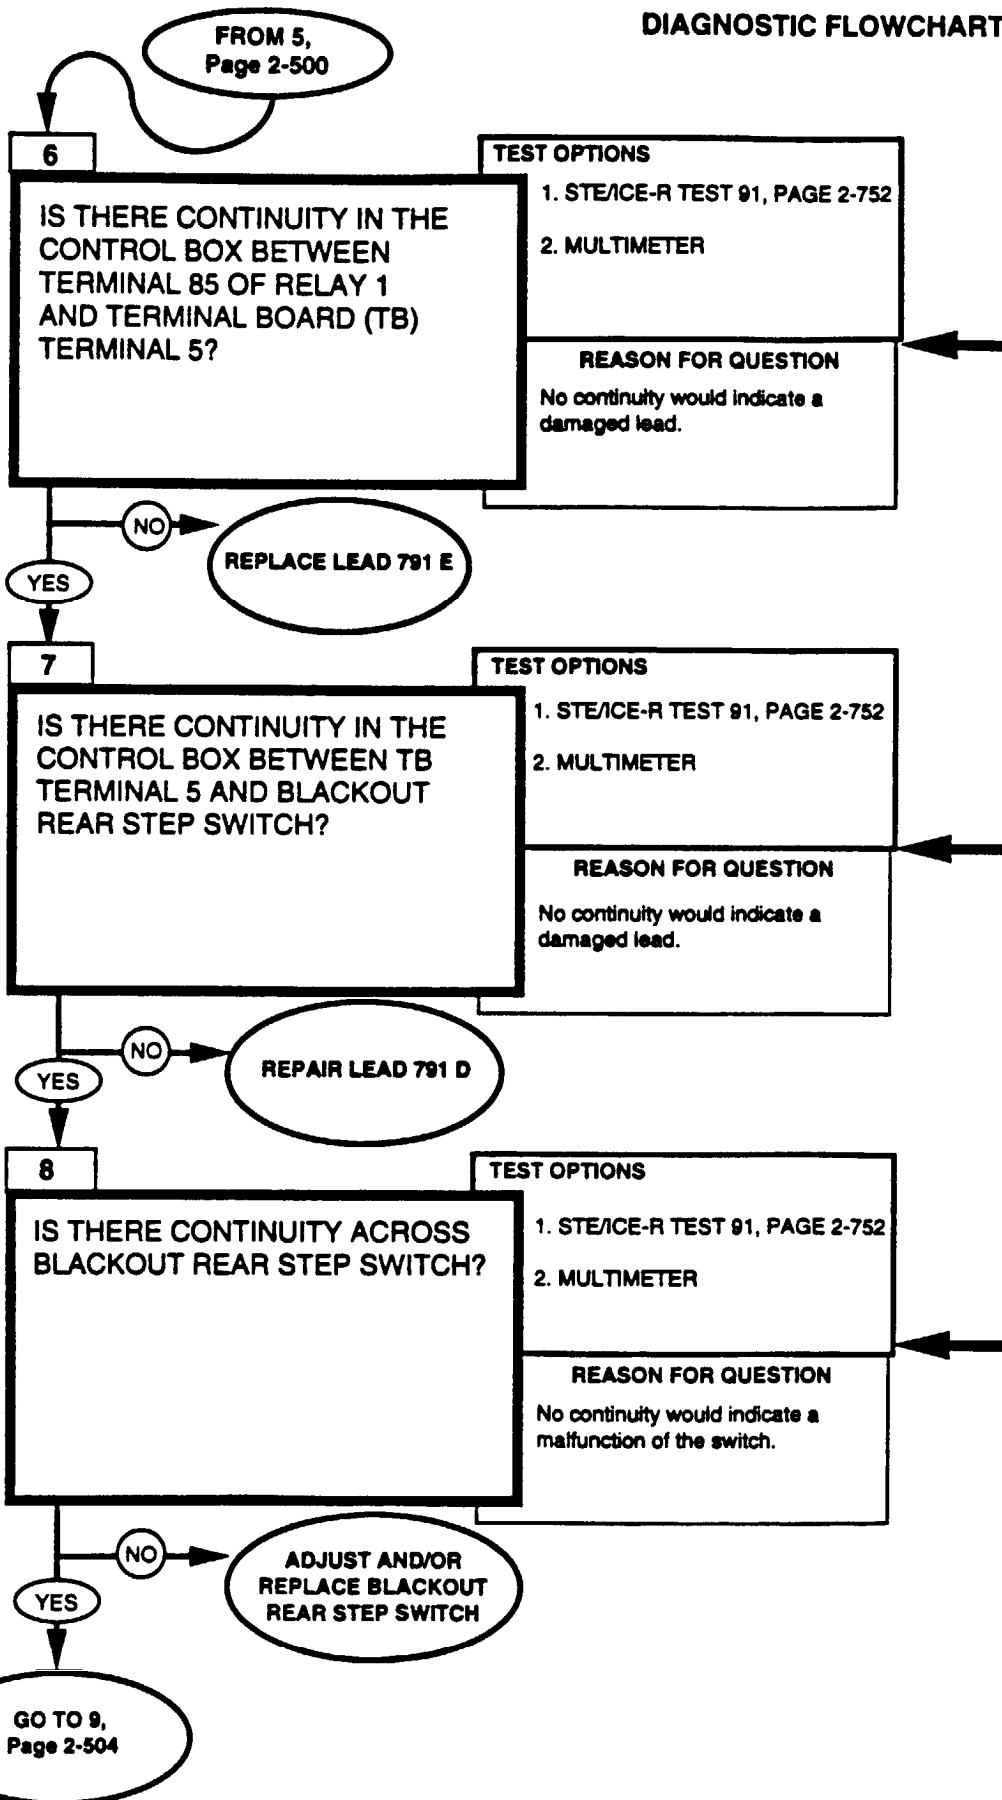 DIAGNOSTIC FLOWCHART
FROM 5,
Page 2-500
6
IS THERE CONTINUITY IN THE
CONTROL BOX BETWEEN
TERMINAL 85 OF RELAY 1
AND TERMINAL BOARD (TB)
TERMINAL 5?
TEST OPTIONS
1. STE/ICE-R TEST 91, PAGE 2-752
2. MULTIMETER
REASON FOR QUESTION
No continuity would indicate a
damaged lead.
NO
REPLACE LEAD 791 E
YES
7
IS THERE CONTINUITY IN THE
CONTROL BOX BETWEEN TB
TERMINAL 5 AND BLACKOUT
REAR STEP SWITCH?
TEST OPTIONS
1. STE/ICE-R TEST 91, PAGE 2-752
2. MULTIMETER
REASON FOR QUESTION
No continuity would indicate a
damaged lead.
NO
REPAIR LEAD 791 D
YES
8
IS THERE CONTINUITY ACROSS
BLACKOUT REAR STEP SWITCH?
TEST OPTIONS
1. STE/ICE-R TEST 91, PAGE 2-752
2. MULTIMETER
REASON FOR QUESTION
No continuity would indicate a
malfunction of the switch.
NO
ADJUST AND/OR
REPLACE BLACKOUT
REAR STEP SWITCH
YES
GO TO 9,
Page 2-504